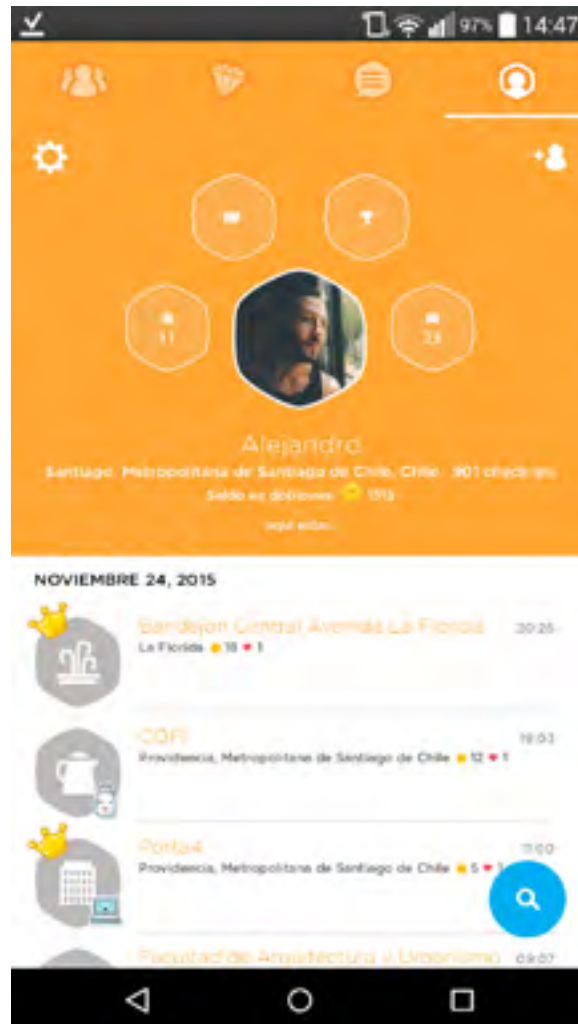 97% 14:47
11
23
Alejandro
Santiago, Metropolitana de Santiago de Chile, Chile 901 check-ins
Saldo en doblones: 1513
NOVIEMBRE 24, 2015
Bandejon Central Avenida La Florida 20:26
La Florida 18 1
COFI
Providencia, Metropolitana de Santiago de Chile 12 1
Porta4 11:00
Providencia, Metropolitana de Santiago de Chile 5
Facultad de Arquitectura y Urbanismo 09:07